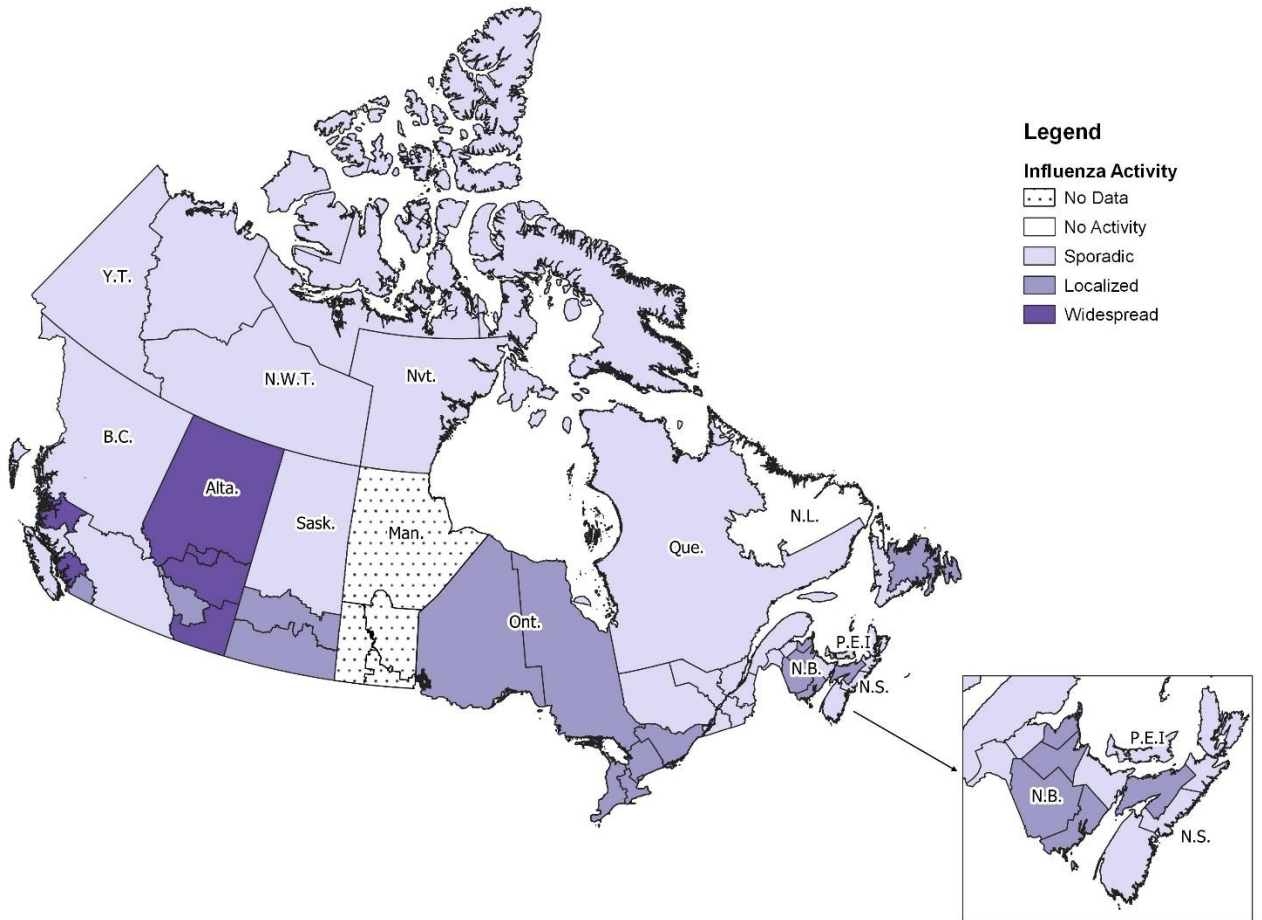 Legend
Influenza Activity
No Data
No Activity
Sporadic
Localized
Widespread
Y.T.
N.W.T.
Nvt.
B.C.
Alta.
Sask.
Man.
Ont.
Que.
N.L.
P.E.I
N.B.
N.S.
P.E.I
N.B.
N.S.